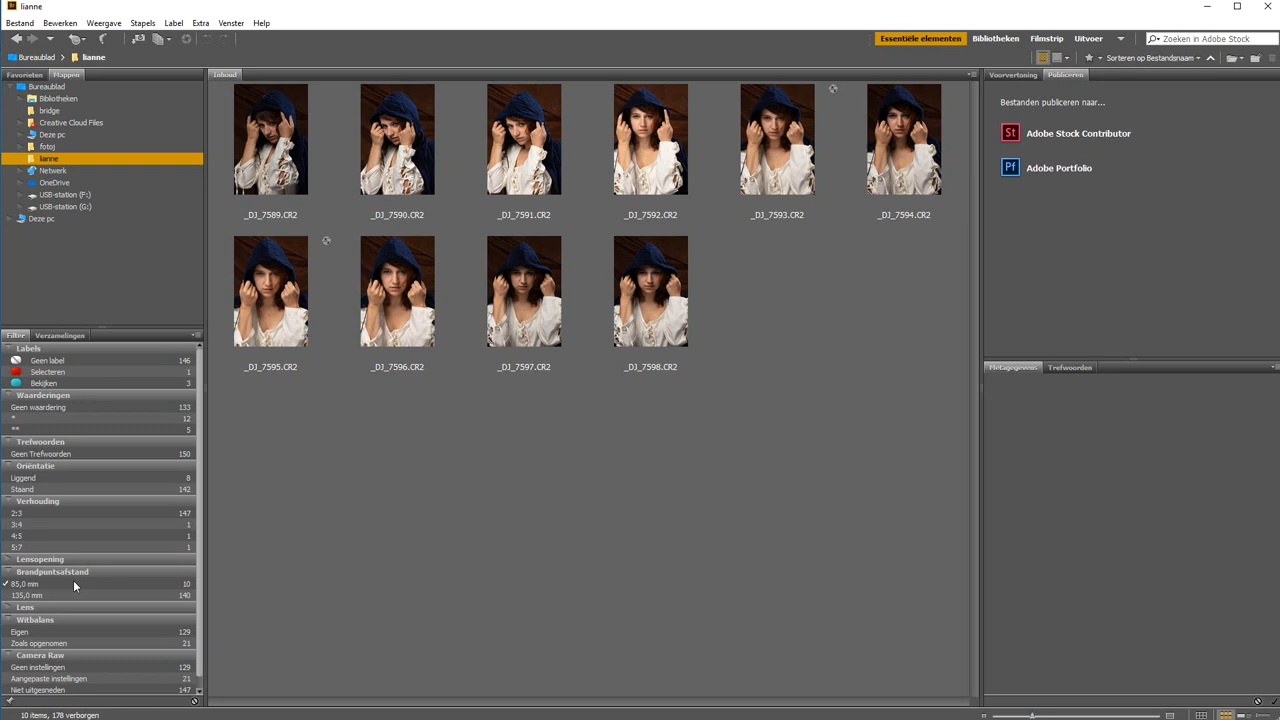 lianne
Bestand Bewerken Weergave Stapels Label Extra Venster Help
Essentiële elementen Bibliotheken Filmstrip Uitvoer Zoeken in Adobe Stock
Bureaublad lianne Sorteren op Bestandsnaam
Favorieten Mappen Inhoud Voorvertoning Publiceren
Bureaublad
Bibliotheken
bridge
Creative Cloud Files
Deze pc
fotoj
lianne
Netwerk
OneDrive
USB-station (F:)
USB-station (G:)
Deze pc
_DJ_7589.CR2 _DJ_7590.CR2 _DJ_7591.CR2 _DJ_7592.CR2 _DJ_7593.CR2 _DJ_7594.CR2
_DJ_7595.CR2 _DJ_7596.CR2 _DJ_7597.CR2 _DJ_7598.CR2
Bestanden publiceren naar...
St Adobe Stock Contributor
Pf Adobe Portfolio
Filter Verzamelingen
Labels
Geen label 146
Selecteren 1
Bekijken 3
Waarderingen
Geen waardering 133
* 12
** 5
Trefwoorden
Geen Trefwoorden 150
Oriëntatie
Liggend 8
Staand 142
Verhouding
2:3 147
3:4 1
4:5 1
5:7 1
Lensopening
Brandpuntsafstand
85,0 mm 10
135,0 mm 140
Lens
Witbalans
Eigen 129
Zoals opgenomen 21
Camera Raw
Geen instellingen 129
Aangepaste instellingen 21
Niet uitgesneden 147
Metagegevens Trefwoorden
10 items, 178 verborgen